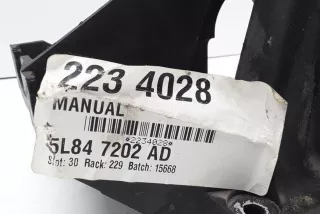 223 4028
MANUAL
*2234028*
5L84 7202 AD
Slot: 30 Rack: 229 Batch: 15668